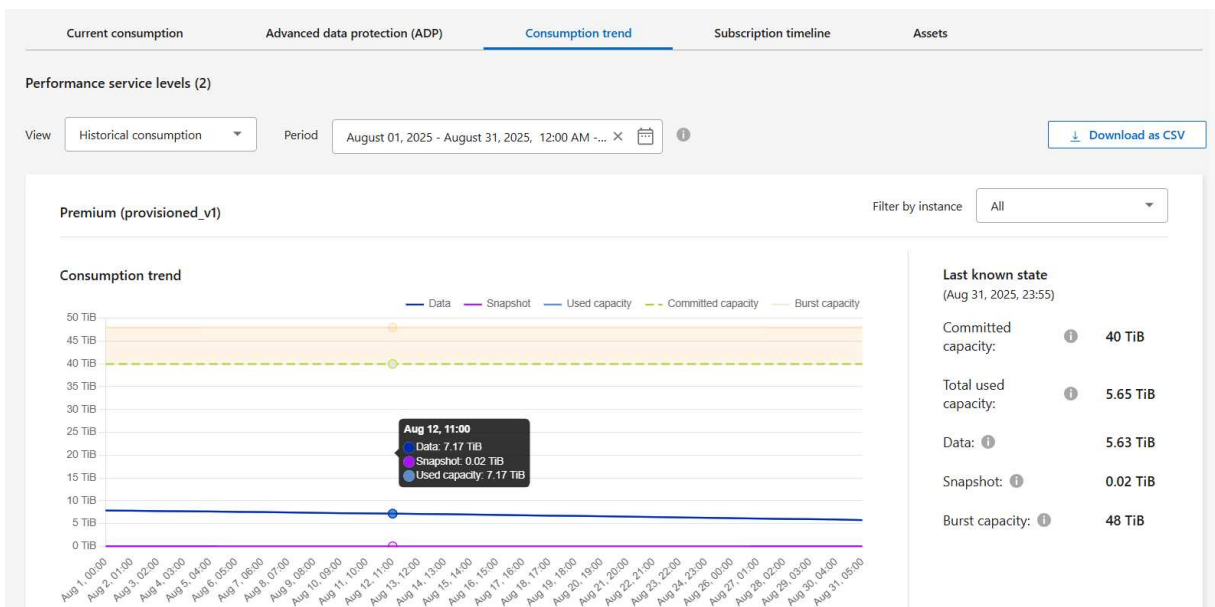 Current consumption
Advanced data protection (ADP)
Consumption trend
Subscription timeline
Assets
Performance service levels (2)
View
Historical consumption
Period
August 01, 2025 - August 31, 2025, 12:00 AM -...
Download as CSV
Premium (provisioned_v1)
Filter by instance
All
Consumption trend
Data
Snapshot
Used capacity
Committed capacity
Burst capacity
50 TiB
45 TiB
40 TiB
35 TiB
30 TiB
25 TiB
20 TiB
15 TiB
10 TiB
5 TiB
0 TiB
Aug 12, 11:00
Data: 7.17 TiB
Snapshot: 0.02 TiB
Used capacity: 7.17 TiB
Aug 1, 00:00
Aug 2, 01:00
Aug 3, 02:00
Aug 4, 03:00
Aug 5, 04:00
Aug 6, 05:00
Aug 7, 06:00
Aug 8, 07:00
Aug 9, 08:00
Aug 10, 09:00
Aug 11, 10:00
Aug 12, 11:00
Aug 13, 12:00
Aug 14, 13:00
Aug 15, 14:00
Aug 16, 15:00
Aug 17, 16:00
Aug 18, 17:00
Aug 19, 18:00
Aug 20, 19:00
Aug 21, 20:00
Aug 22, 21:00
Aug 23, 22:00
Aug 24, 23:00
Aug 26, 00:00
Aug 27, 01:00
Aug 28, 02:00
Aug 29, 03:00
Aug 30, 04:00
Aug 31, 05:00
Last known state
(Aug 31, 2025, 23:55)
Committed
capacity:
40 TiB
Total used
capacity:
5.65 TiB
Data:
5.63 TiB
Snapshot:
0.02 TiB
Burst capacity:
48 TiB